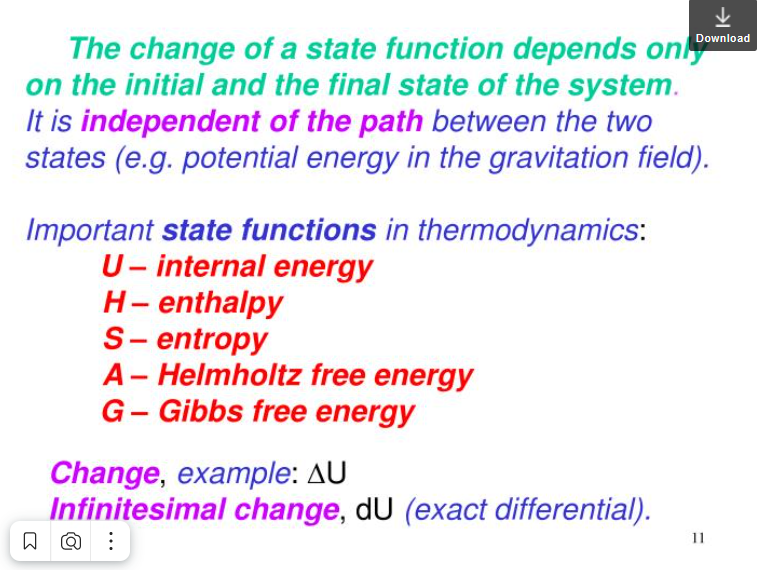 The change of a state function depends only
Download
on the initial and the final state of the system.
It is independent of the path between the two
states (e.g. potential energy in the gravitation field).
Important state functions in thermodynamics:
U – internal energy
H – enthalpy
S – entropy
A – Helmholtz free energy
G – Gibbs free energy
Change, example: ΔU
Infinitesimal change, dU (exact differential).
11